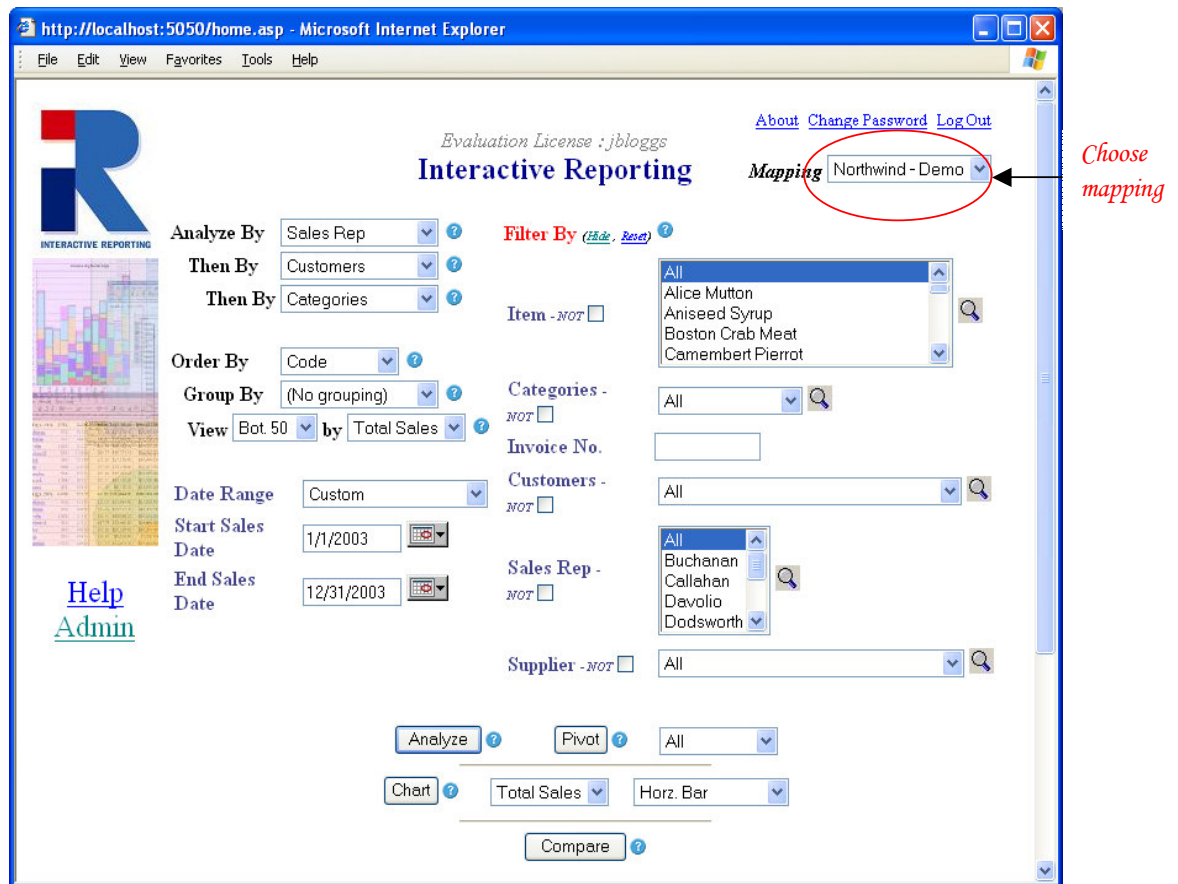 http://localhost:5050/home.asp - Microsoft Internet Explorer
File Edit View Favorites Tools Help
About Change Password Log Out
Evaluation License : jbloggs
Interactive Reporting
Mapping Northwind - Demo
Choose
mapping
INTERACTIVE REPORTING
Analyze By Sales Rep
Then By Customers
Then By Categories
Order By Code
Group By (No grouping)
View Bot. 50 by Total Sales
Date Range Custom
Start Sales
Date
1/1/2003
End Sales
Date
12/31/2003
Help
Admin
Filter By (Hide , Reset)
Item - NOT
All
Alice Mutton
Aniseed Syrup
Boston Crab Meat
Camembert Pierrot
Categories -
NOT
All
Invoice No.
Customers -
NOT
All
Sales Rep -
NOT
All
Buchanan
Callahan
Davolio
Dodsworth
Supplier - NOT All
Analyze Pivot All
Chart Total Sales Horz. Bar
Compare